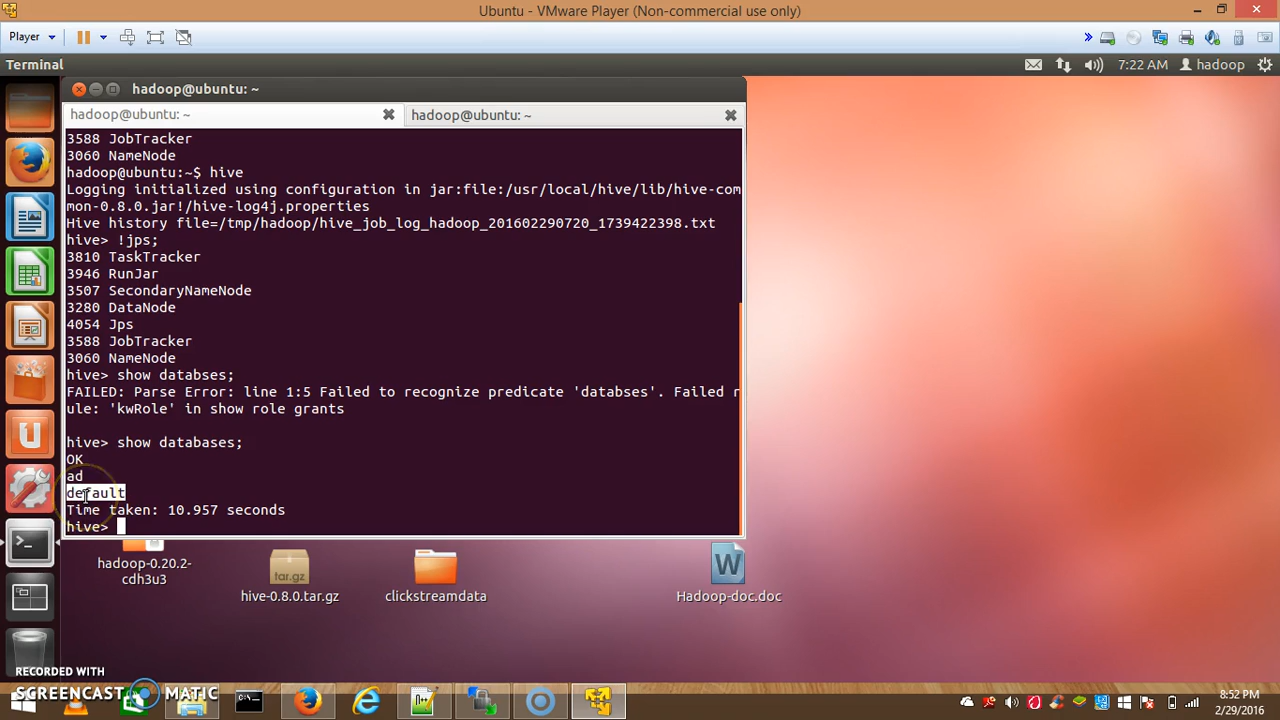 Ubuntu - VMware Player (Non-commercial use only)
Player
Terminal
7:22 AM
hadoop
hadoop@ubuntu: ~
hadoop@ubuntu: ~
hadoop@ubuntu: ~
3588 JobTracker
3060 NameNode
hadoop@ubuntu:~$ hive
Logging initialized using configuration in jar:file:/usr/local/hive/lib/hive-com
mon-0.8.0.jar!/hive-log4j.properties
Hive history file=/tmp/hadoop/hive_job_log_hadoop_201602290720_1739422398.txt
hive> !jps;
3810 TaskTracker
3946 RunJar
3507 SecondaryNameNode
3280 DataNode
4054 Jps
3588 JobTracker
3060 NameNode
hive> show databses;
FAILED: Parse Error: line 1:5 Failed to recognize predicate 'databses'. Failed r
ule: 'kwRole' in show role grants
hive> show databases;
OK
ad
default
Time taken: 10.957 seconds
hive>
hadoop-0.20.2-
cdh3u3
tar.gz
hive-0.8.0.tar.gz
clickstreamdata
Hadoop-doc.doc
RECORDED WITH
SCREENCAST MATIC
8:52 PM
2/29/2016